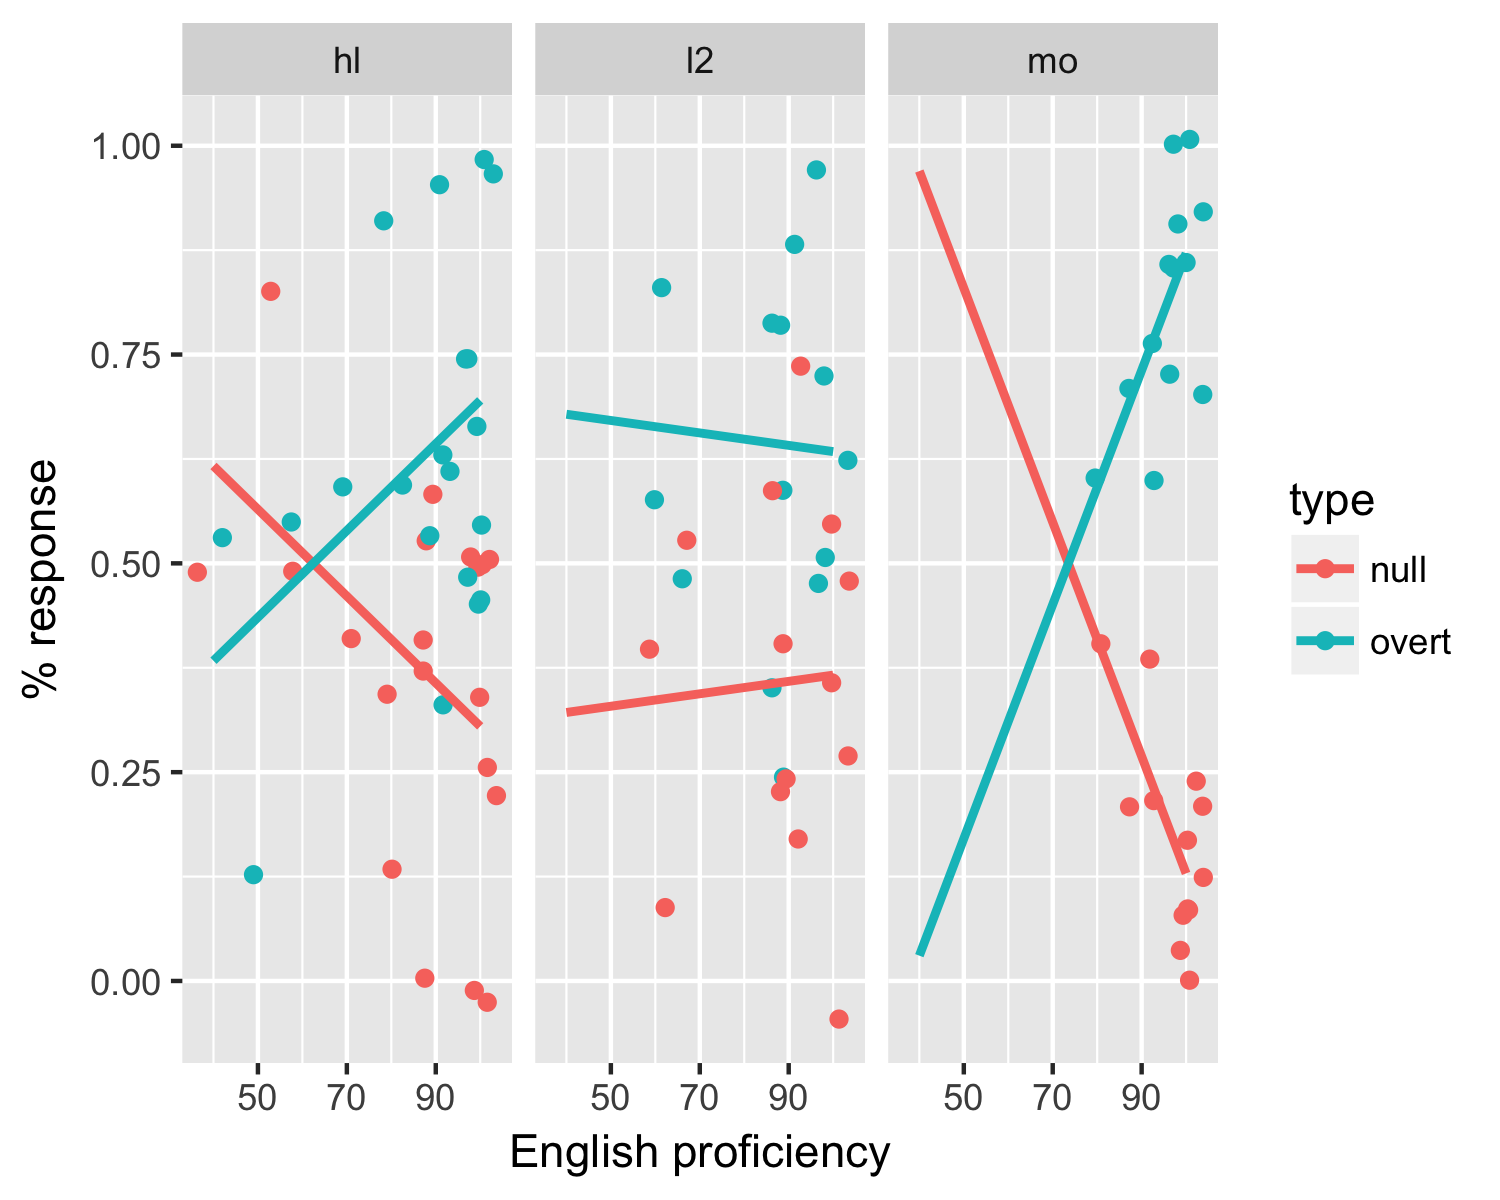 hl l2 mo
1.00
0.75
0.50
0.25
0.00
% response
50 70 90 50 70 90 50 70 90
English proficiency
type
null
overt